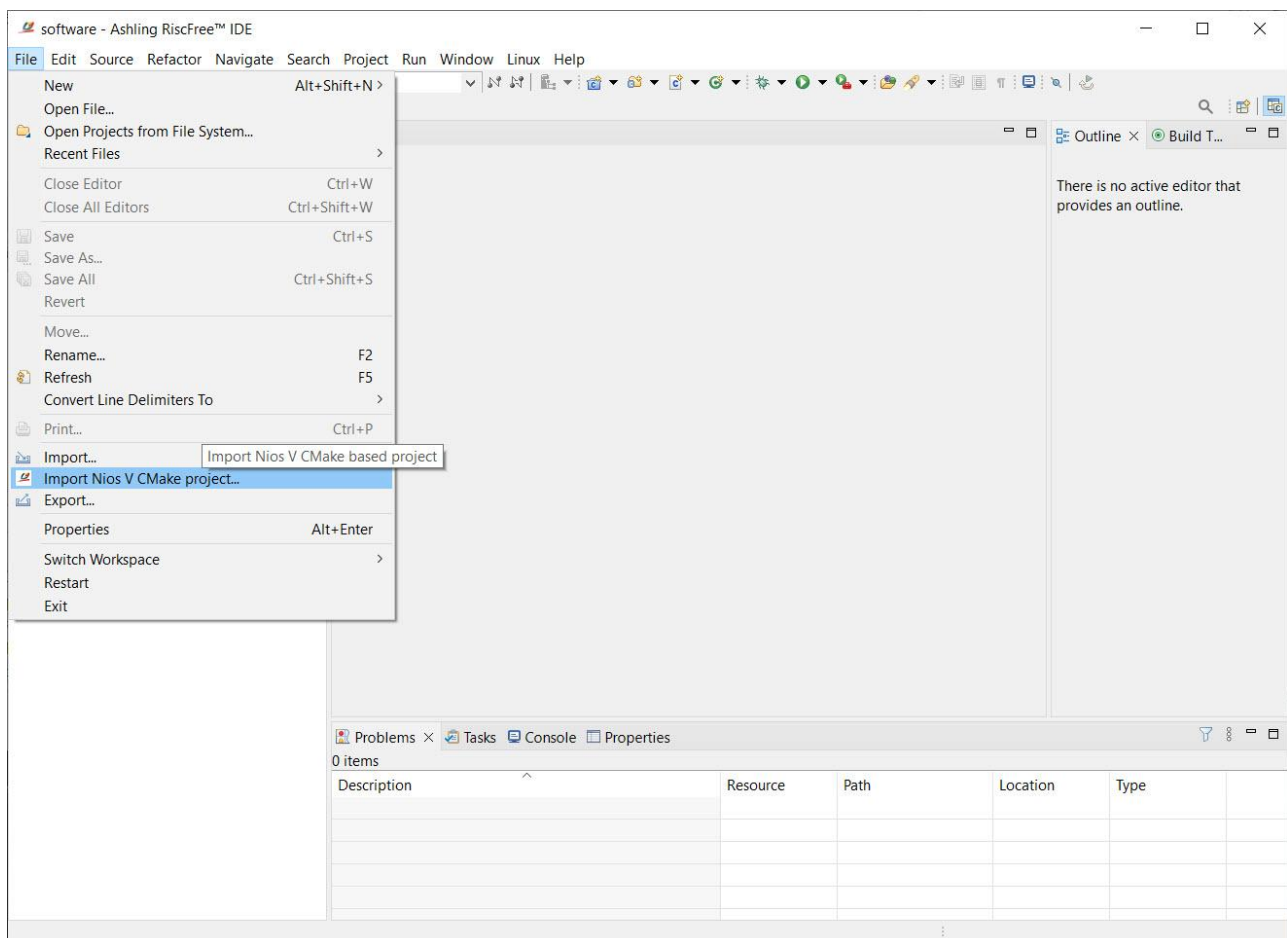 software - Ashling RiscFree™ IDE
File Edit Source Refactor Navigate Search Project Run Window Linux Help
New Alt+Shift+N >
Open File...
Open Projects from File System...
Recent Files >
Close Editor Ctrl+W
Close All Editors Ctrl+Shift+W
Save Ctrl+S
Save As...
Save All Ctrl+Shift+S
Revert
Move...
Rename... F2
Refresh F5
Convert Line Delimiters To >
Print... Ctrl+P
Import...
Import Nios V CMake based project
Import Nios V CMake project...
Export...
Properties Alt+Enter
Switch Workspace >
Restart
Exit
Outline Build T...
There is no active editor that
provides an outline.
Problems Tasks Console Properties
0 items
Description Resource Path Location Type